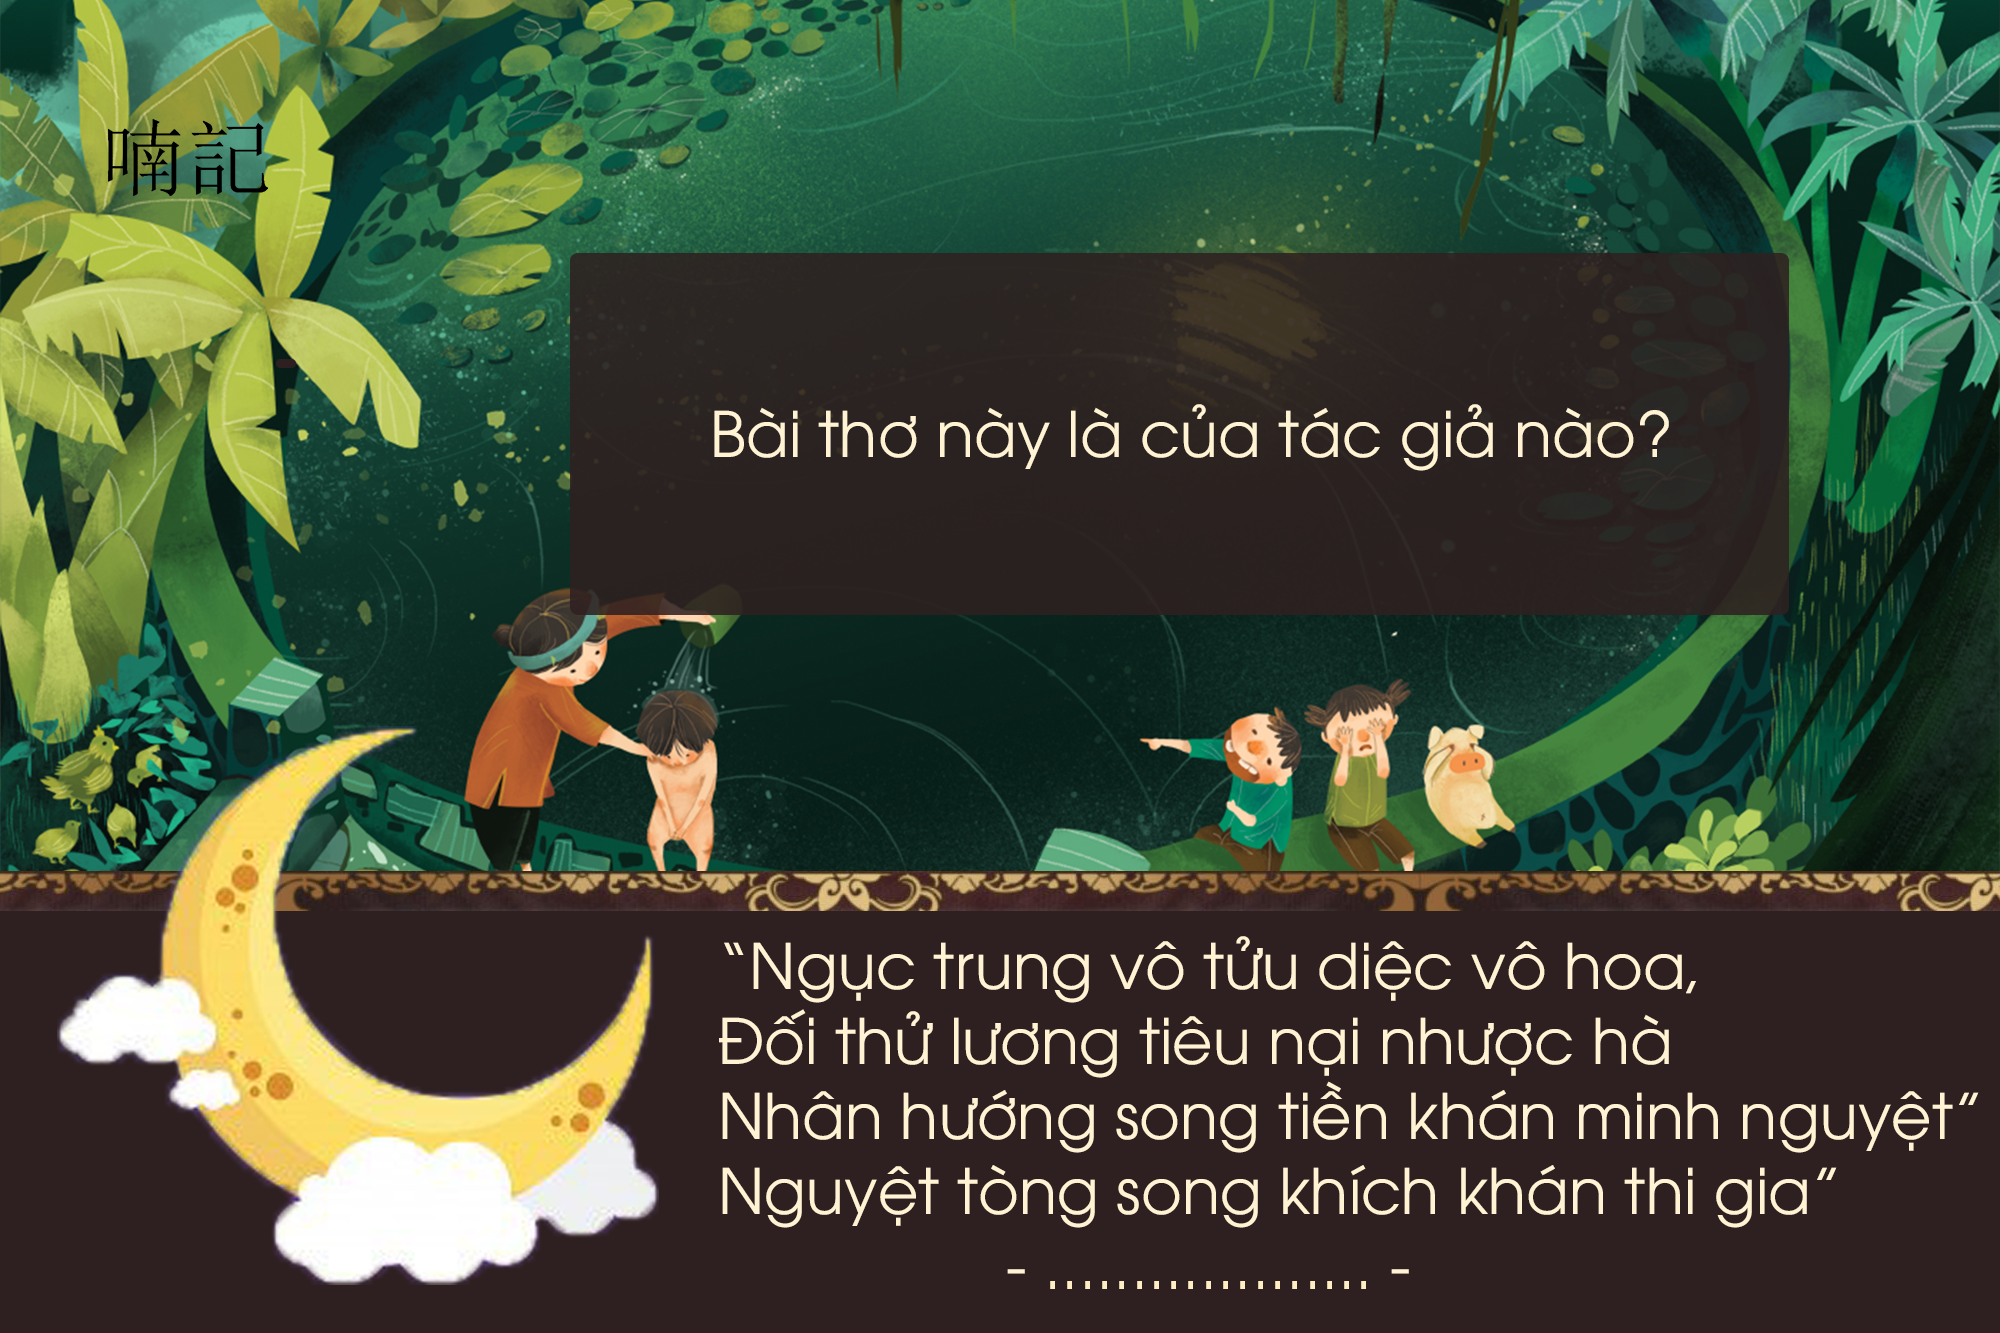 喃記
Bài thơ này là của tác giả nào?
“Ngục trung vô tửu diệc vô hoa,
Đối thử lương tiêu nại nhược hà
Nhân hướng song tiền khán minh nguyệt”
Nguyệt tòng song khích khán thi gia”
- ................... -